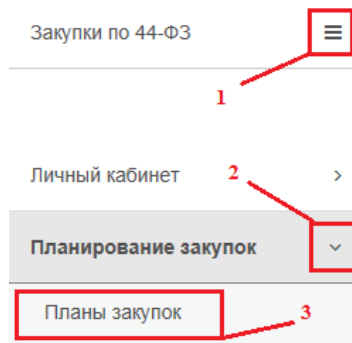 Закупки по 44-ФЗ
1
Личный кабинет 2
Планирование закупок
Планы закупок 3